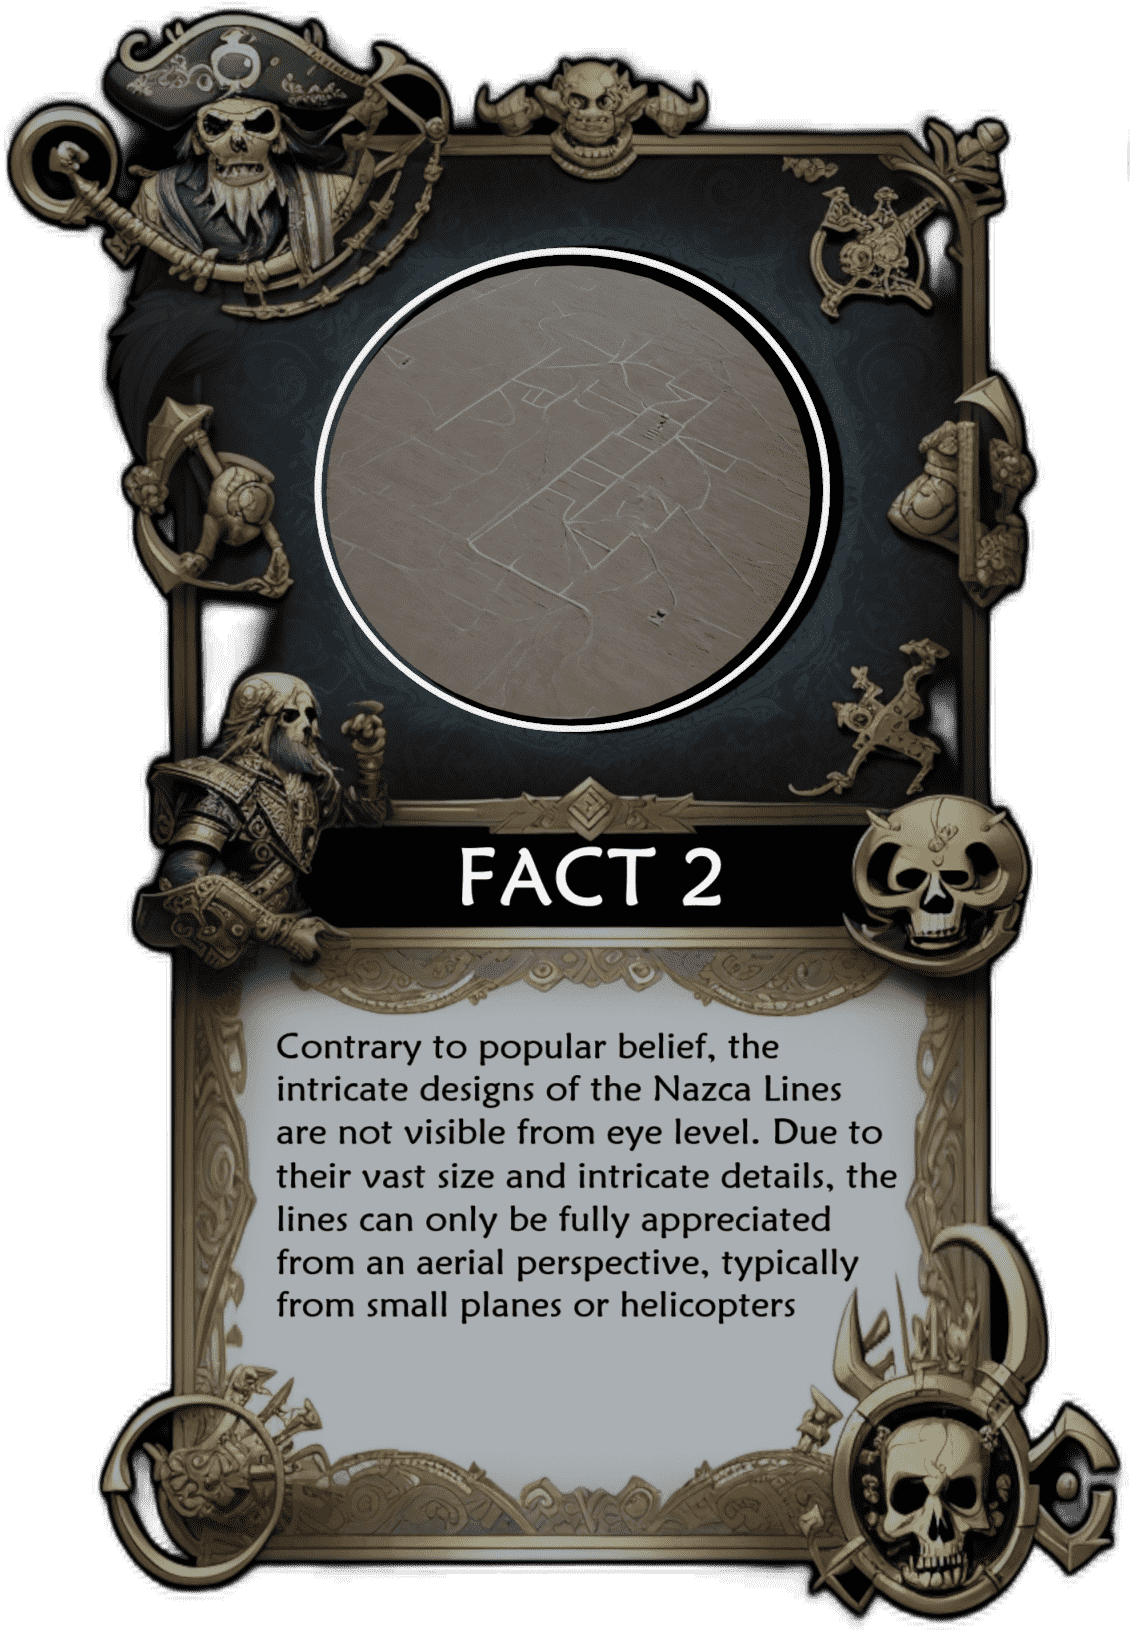 FACT 2
Contrary to popular belief, the
intricate designs of the Nazca Lines
are not visible from eye level. Due to
their vast size and intricate details, the
lines can only be fully appreciated
from an aerial perspective, typically
from small planes or helicopters